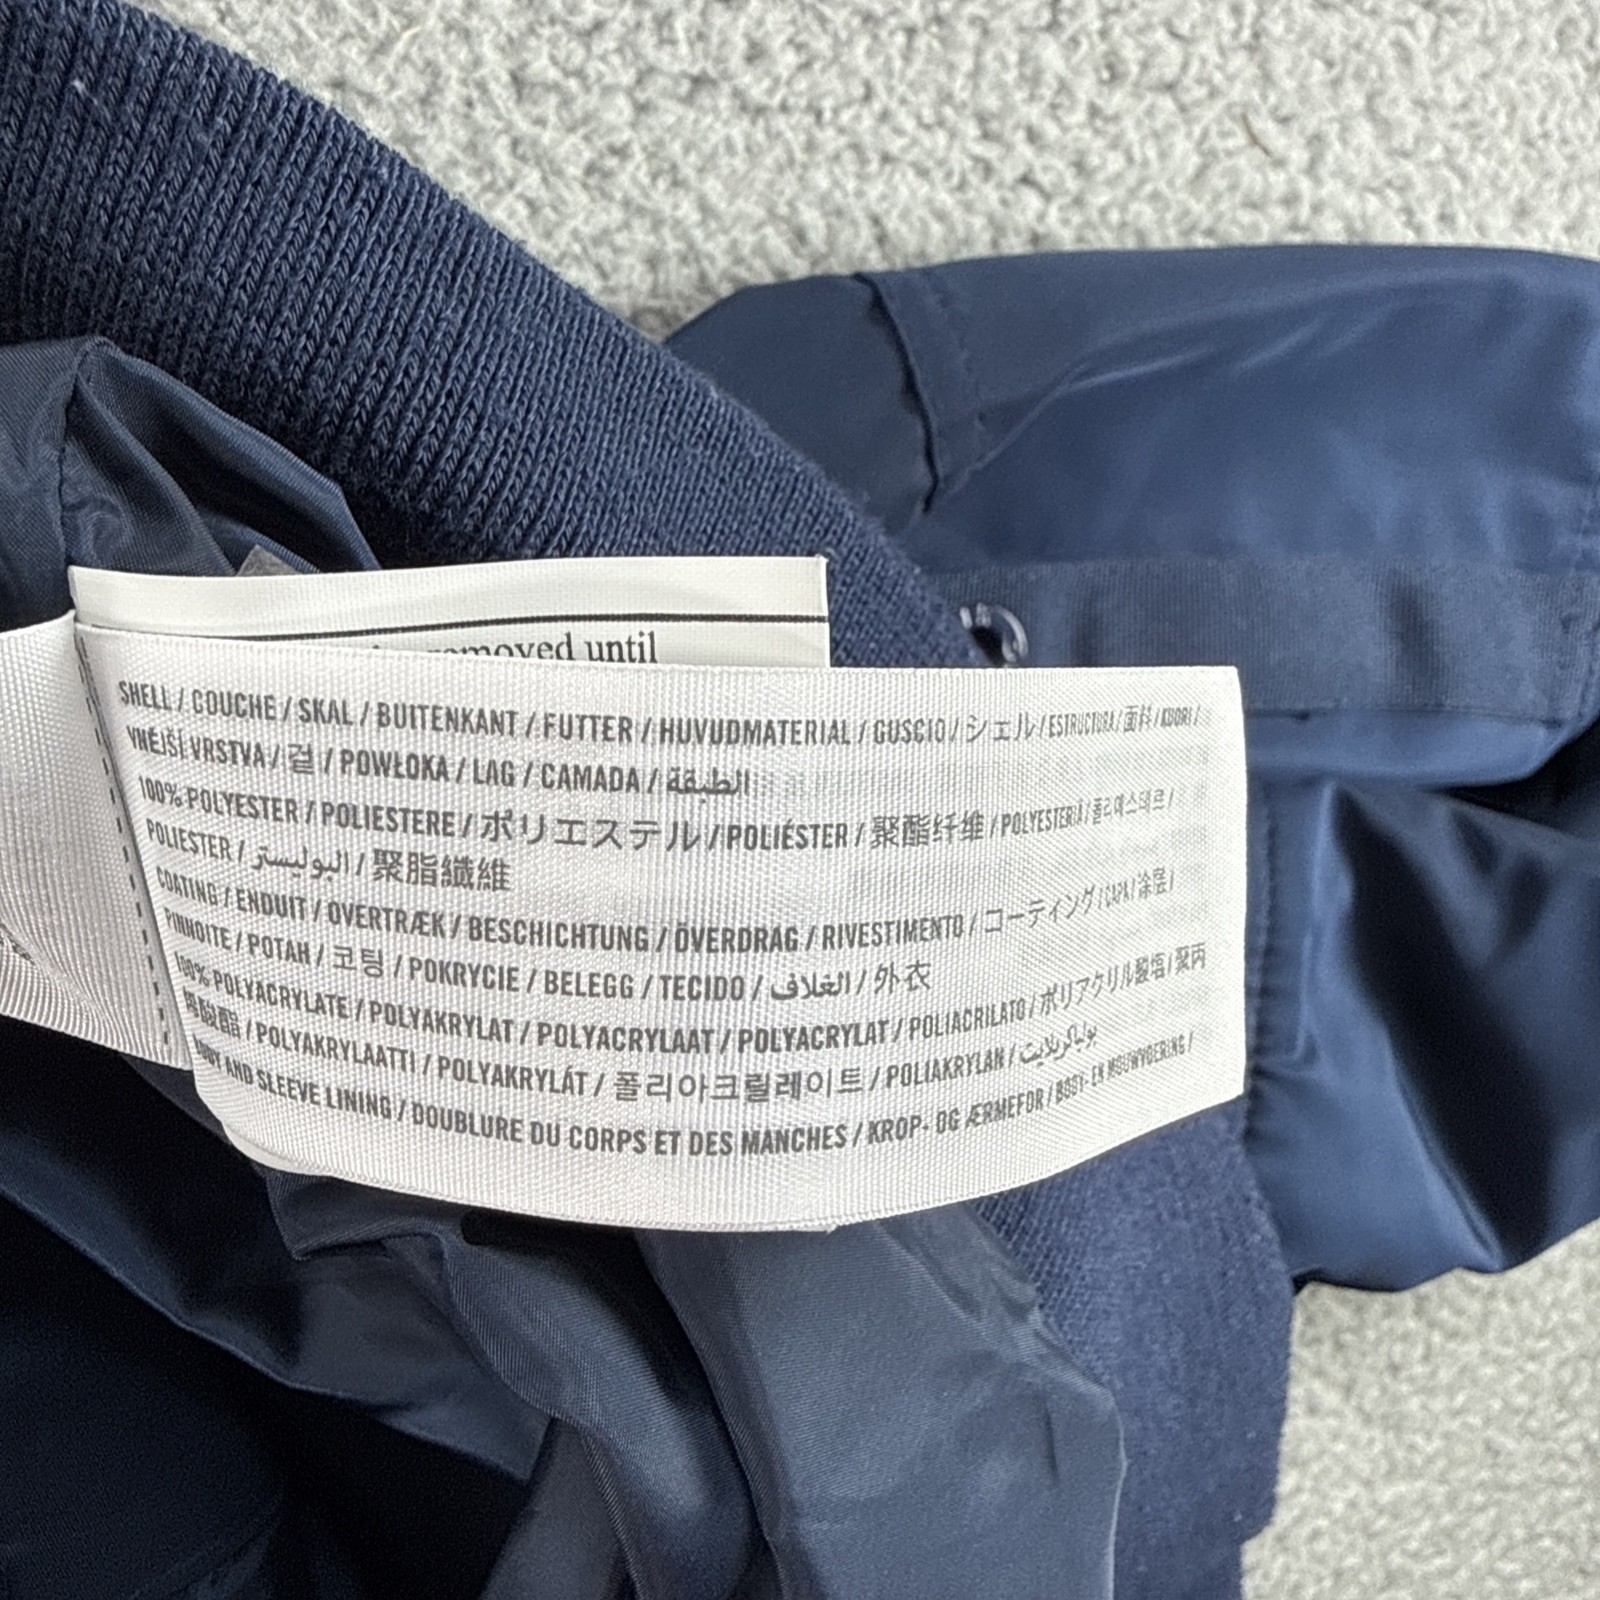 removed until
SHELL / COUCHE / SKAL / BUITENKANT / FUTTER / HUVUDMATERIAL / GUSCIO / シェル / ESTRUCTURA / 面料 / KUORI /
VNĚJŠÍ VRSTVA / 겉 / POWŁOKA / LAG / CAMADA / الطبقة
100% POLYESTER / POLIESTERE / ポリエステル / POLIÉSTER / 聚酯纤维 / POLYESTERIÄ / 폴리에스테르 /
POLIESTER / البوليستر / 聚脂纖維
COATING / ENDUIT / OVERTRÆK / BESCHICHTUNG / ÖVERDRAG / RIVESTIMENTO / コーティング / CAPA / 涂层 /
PINNOITE / POTAH / 코팅 / POKRYCIE / BELEGG / TECIDO / الغلاف / 外衣
100% POLYACRYLATE / POLYAKRYLAT / POLYACRYLAAT / POLYACRYLAT / POLIACRILATO / ポリアクリル酸塩 / 聚丙
烯酸酯 / POLYAKRYLAATTI / POLYAKRYLÁT / 폴리아크릴레이트 / POLIAKRYLAN / بولياكريلايت
BODY AND SLEEVE LINING / DOUBLURE DU CORPS ET DES MANCHES / KROP- OG ÆRMEFOR / BODY- EN MOUWVOERING /